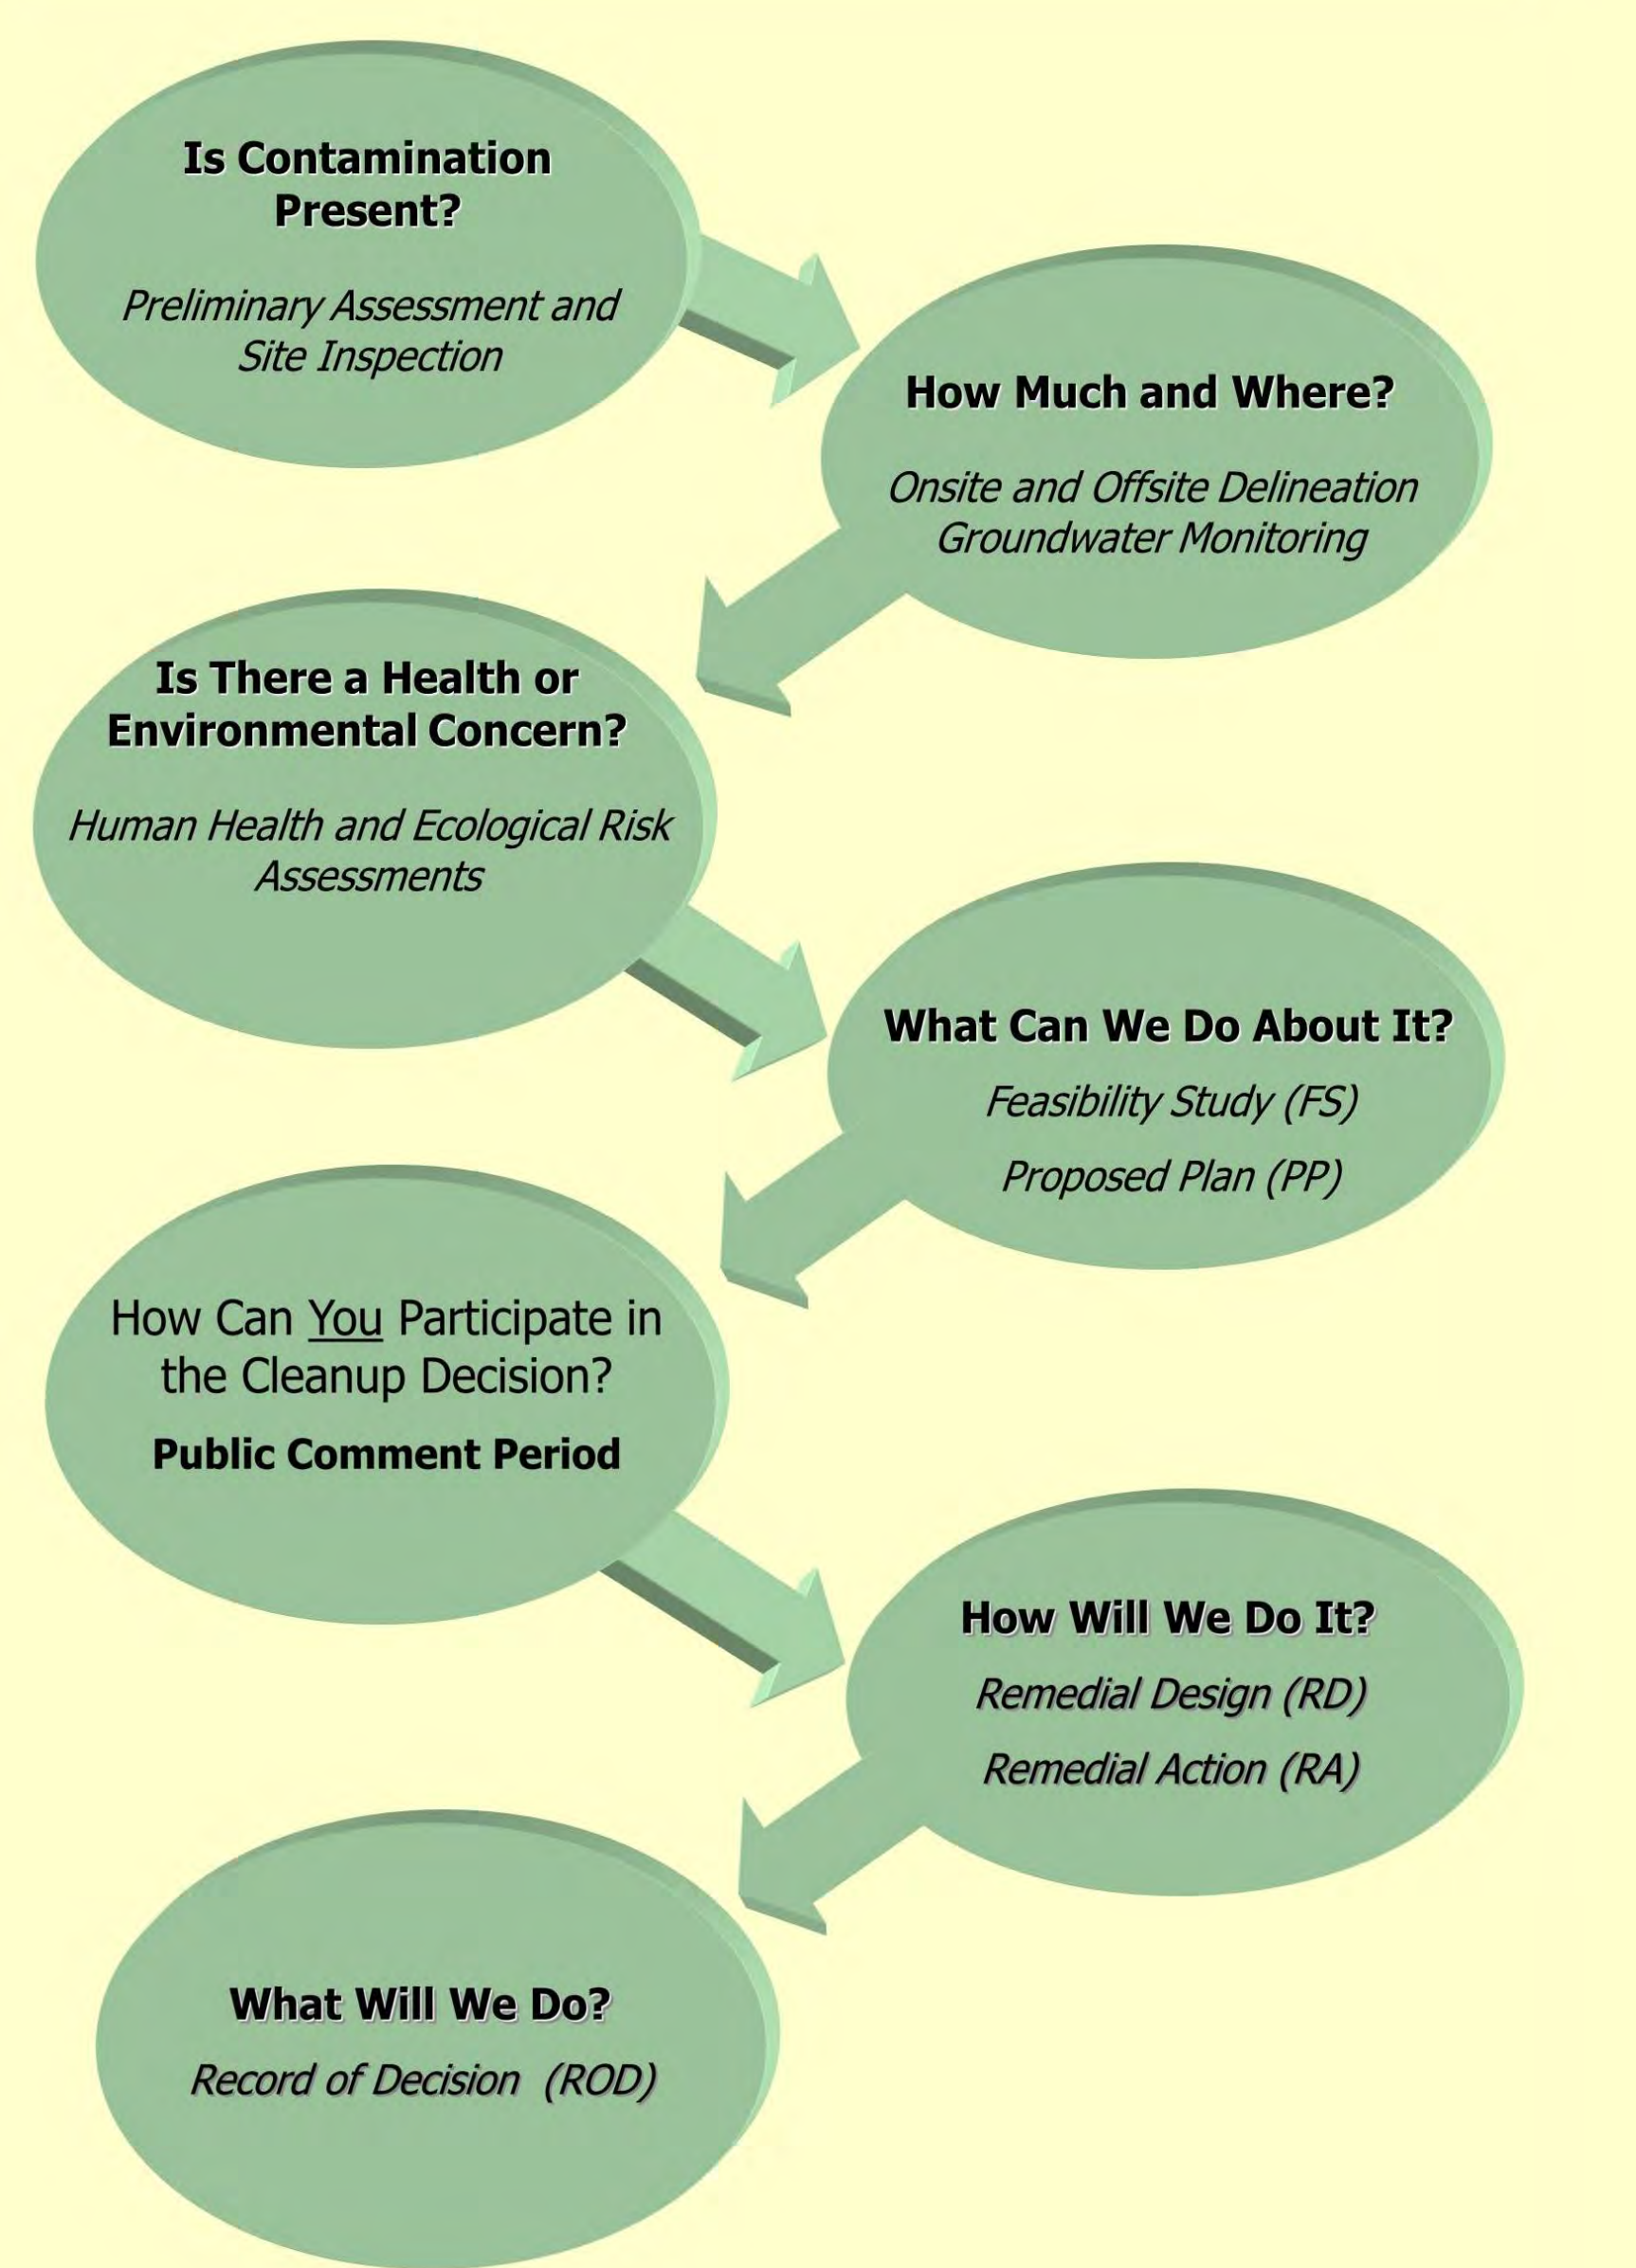 Is Contamination
Present?
Preliminary Assessment and
Site Inspection
How Much and Where?
Onsite and Offsite Delineation
Groundwater Monitoring
Is There a Health or
Environmental Concern?
Human Health and Ecological Risk
Assessments
What Can We Do About It?
Feasibility Study (FS)
Proposed Plan (PP)
How Can You Participate in
the Cleanup Decision?
Public Comment Period
How Will We Do It?
Remedial Design (RD)
Remedial Action (RA)
What Will We Do?
Record of Decision (ROD)